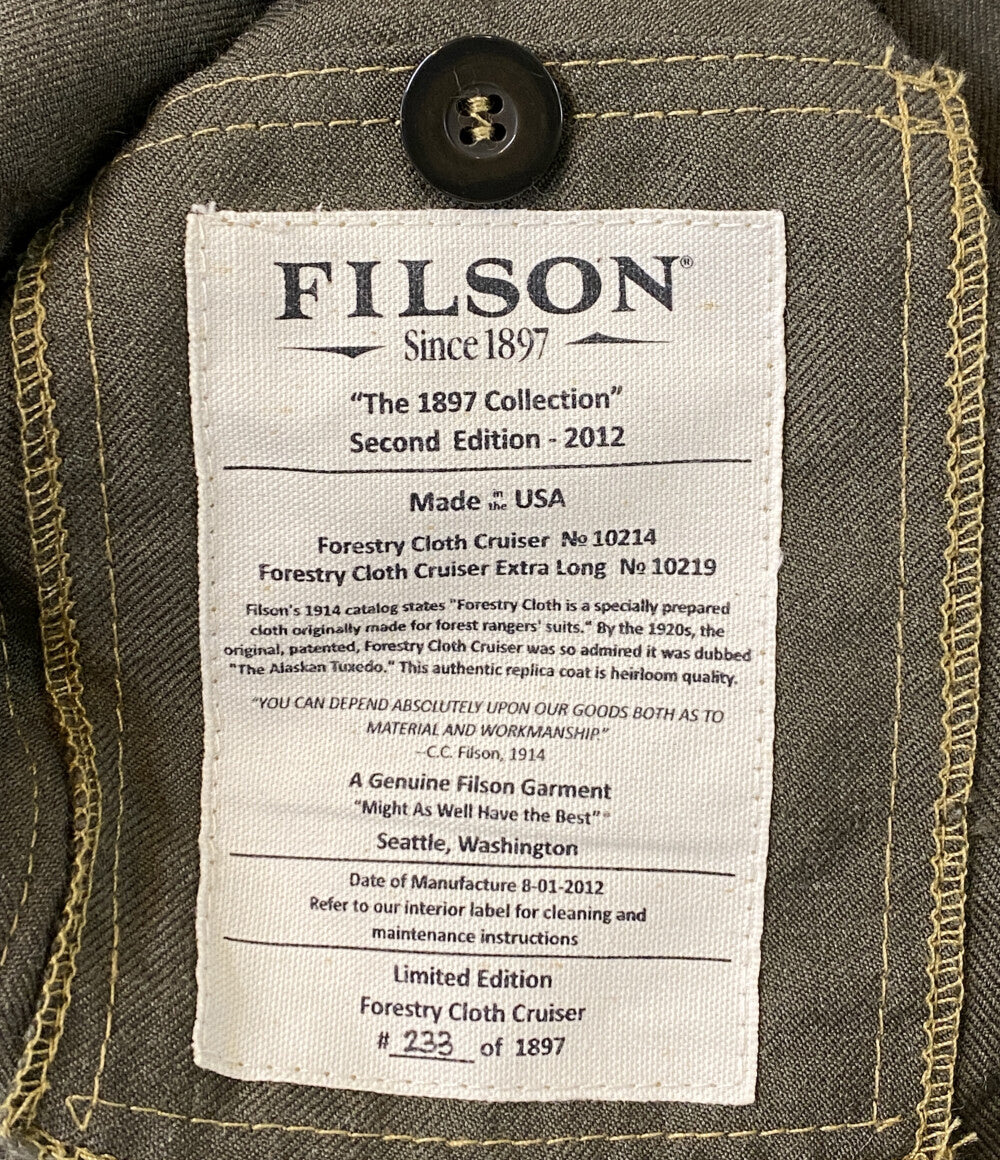 FILSON®
Since 1897
“The 1897 Collection”
Second Edition - 2012
Made in the USA
Forestry Cloth Cruiser № 10214
Forestry Cloth Cruiser Extra Long № 10219
Filson's 1914 catalog states "Forestry Cloth is a specially prepared
cloth originally made for forest rangers' suits." By the 1920s, the
original, patented, Forestry Cloth Cruiser was so admired it was dubbed
"The Alaskan Tuxedo." This authentic replica coat is heirloom quality.
"YOU CAN DEPEND ABSOLUTELY UPON OUR GOODS BOTH AS TO
MATERIAL AND WORKMANSHIP."
-C.C. Filson, 1914
A Genuine Filson Garment
"Might As Well Have the Best"®
Seattle, Washington
Date of Manufacture 8-01-2012
Refer to our interior label for cleaning and
maintenance instructions
Limited Edition
Forestry Cloth Cruiser
# 233 of 1897